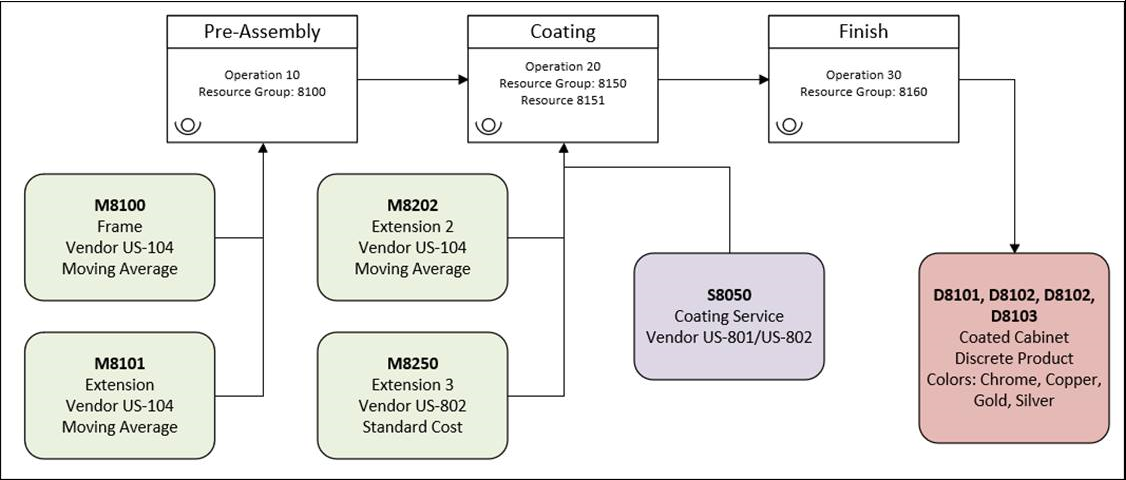 Pre-Assembly
Operation 10
Resource Group: 8100
Coating
Operation 20
Resource Group: 8150
Resource 8151
Finish
Operation 30
Resource Group: 8160
M8100
Frame
Vendor US-104
Moving Average
M8202
Extension 2
Vendor US-104
Moving Average
S8050
Coating Service
Vendor US-801/US-802
D8101, D8102, D8102,
D8103
Coated Cabinet
Discrete Product
Colors: Chrome, Copper,
Gold, Silver
M8101
Extension
Vendor US-104
Moving Average
M8250
Extension 3
Vendor US-802
Standard Cost